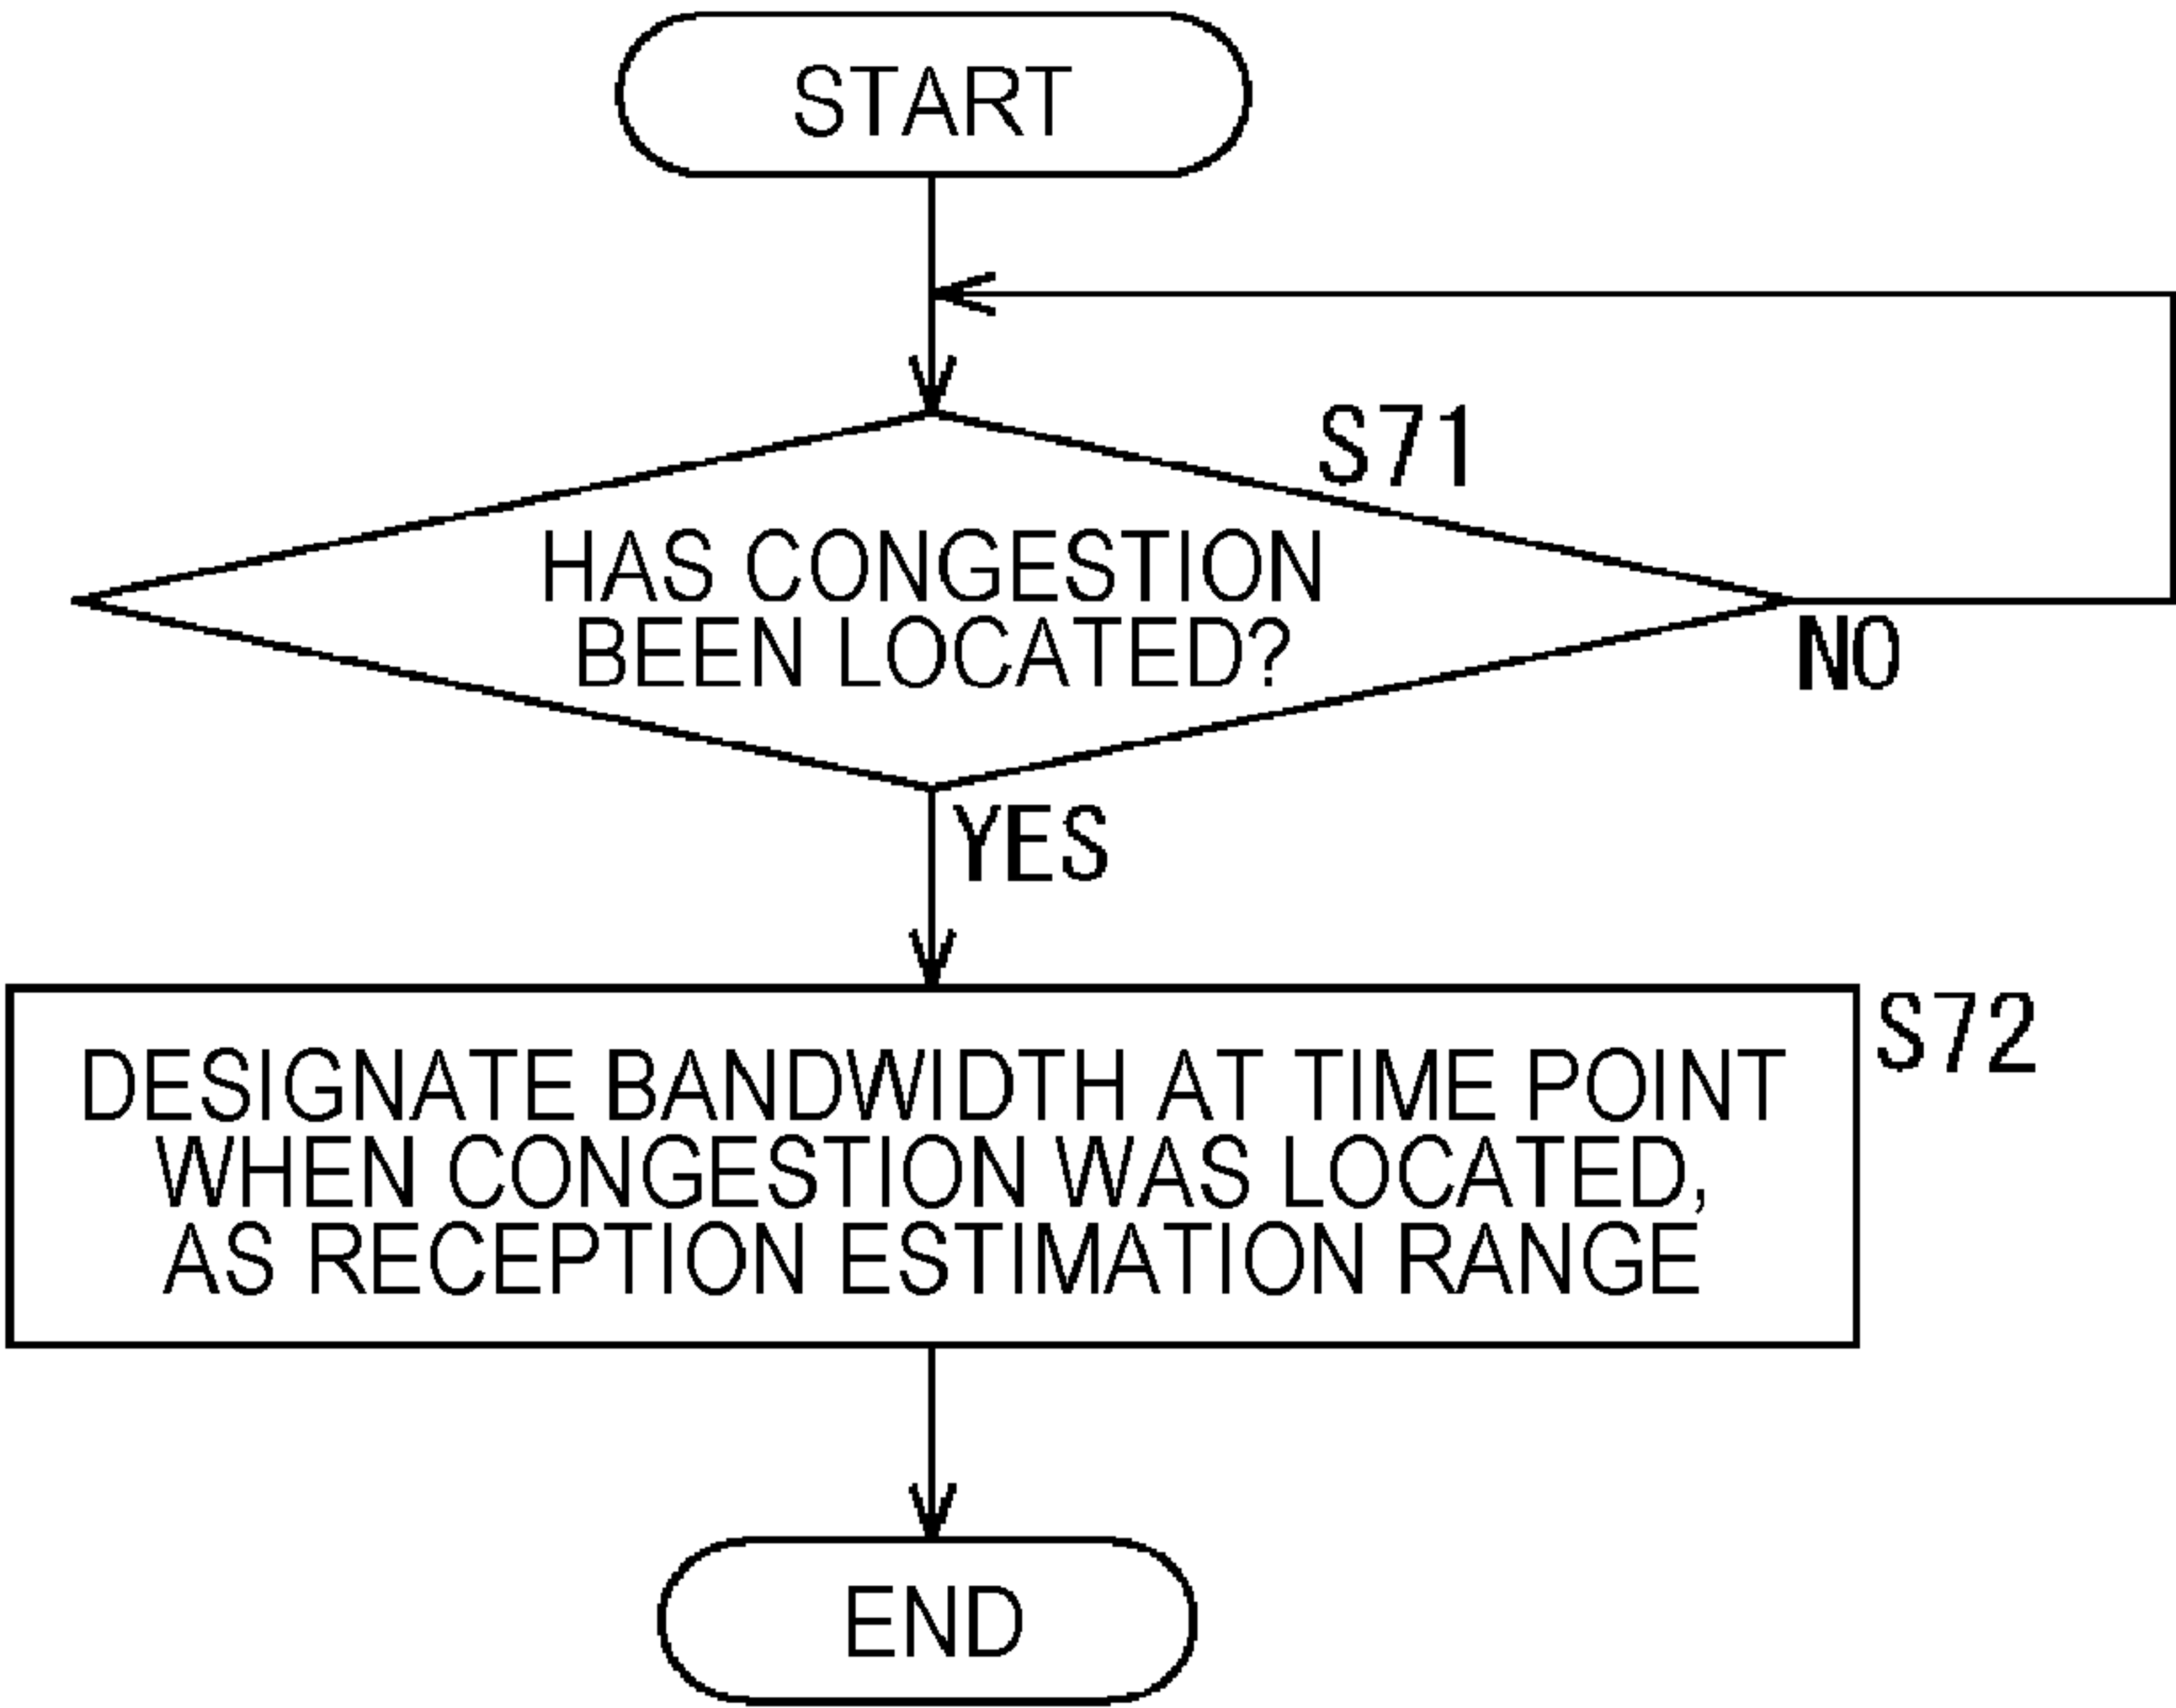 START
S71
HAS CONGESTION
BEEN LOCATED?
NO
YES
S72
DESIGNATE BANDWIDTH AT TIME POINT
WHEN CONGESTION WAS LOCATED,
AS RECEPTION ESTIMATION RANGE
END